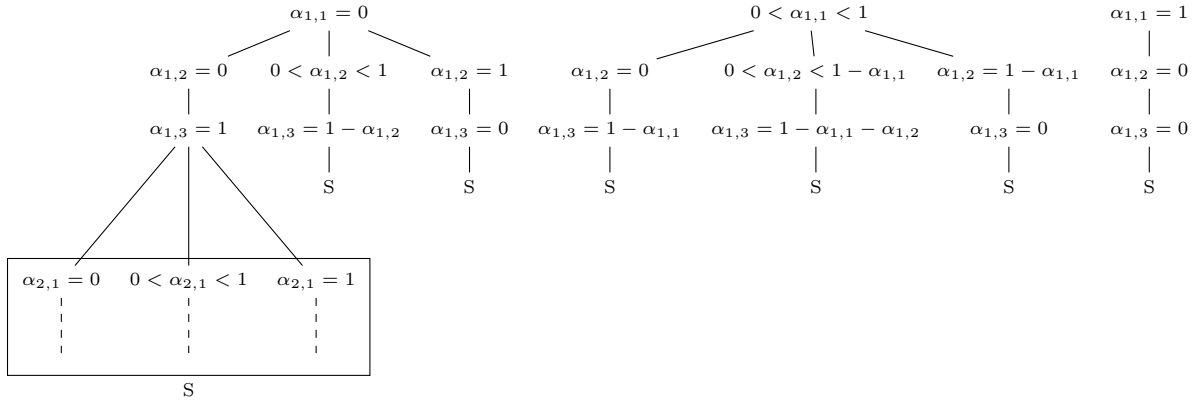 α₁,₁ = 0 0 < α₁,₁ < 1 α₁,₁ = 1
α₁,₂ = 0 0 < α₁,₂ < 1 α₁,₂ = 1 α₁,₂ = 0 0 < α₁,₂ < 1 − α₁,₁ α₁,₂ = 1 − α₁,₁ α₁,₂ = 0
α₁,₃ = 1 α₁,₃ = 1 − α₁,₂ α₁,₃ = 0 α₁,₃ = 1 − α₁,₁ α₁,₃ = 1 − α₁,₁ − α₁,₂ α₁,₃ = 0 α₁,₃ = 0
S S S S S S
α₂,₁ = 0 0 < α₂,₁ < 1 α₂,₁ = 1
S